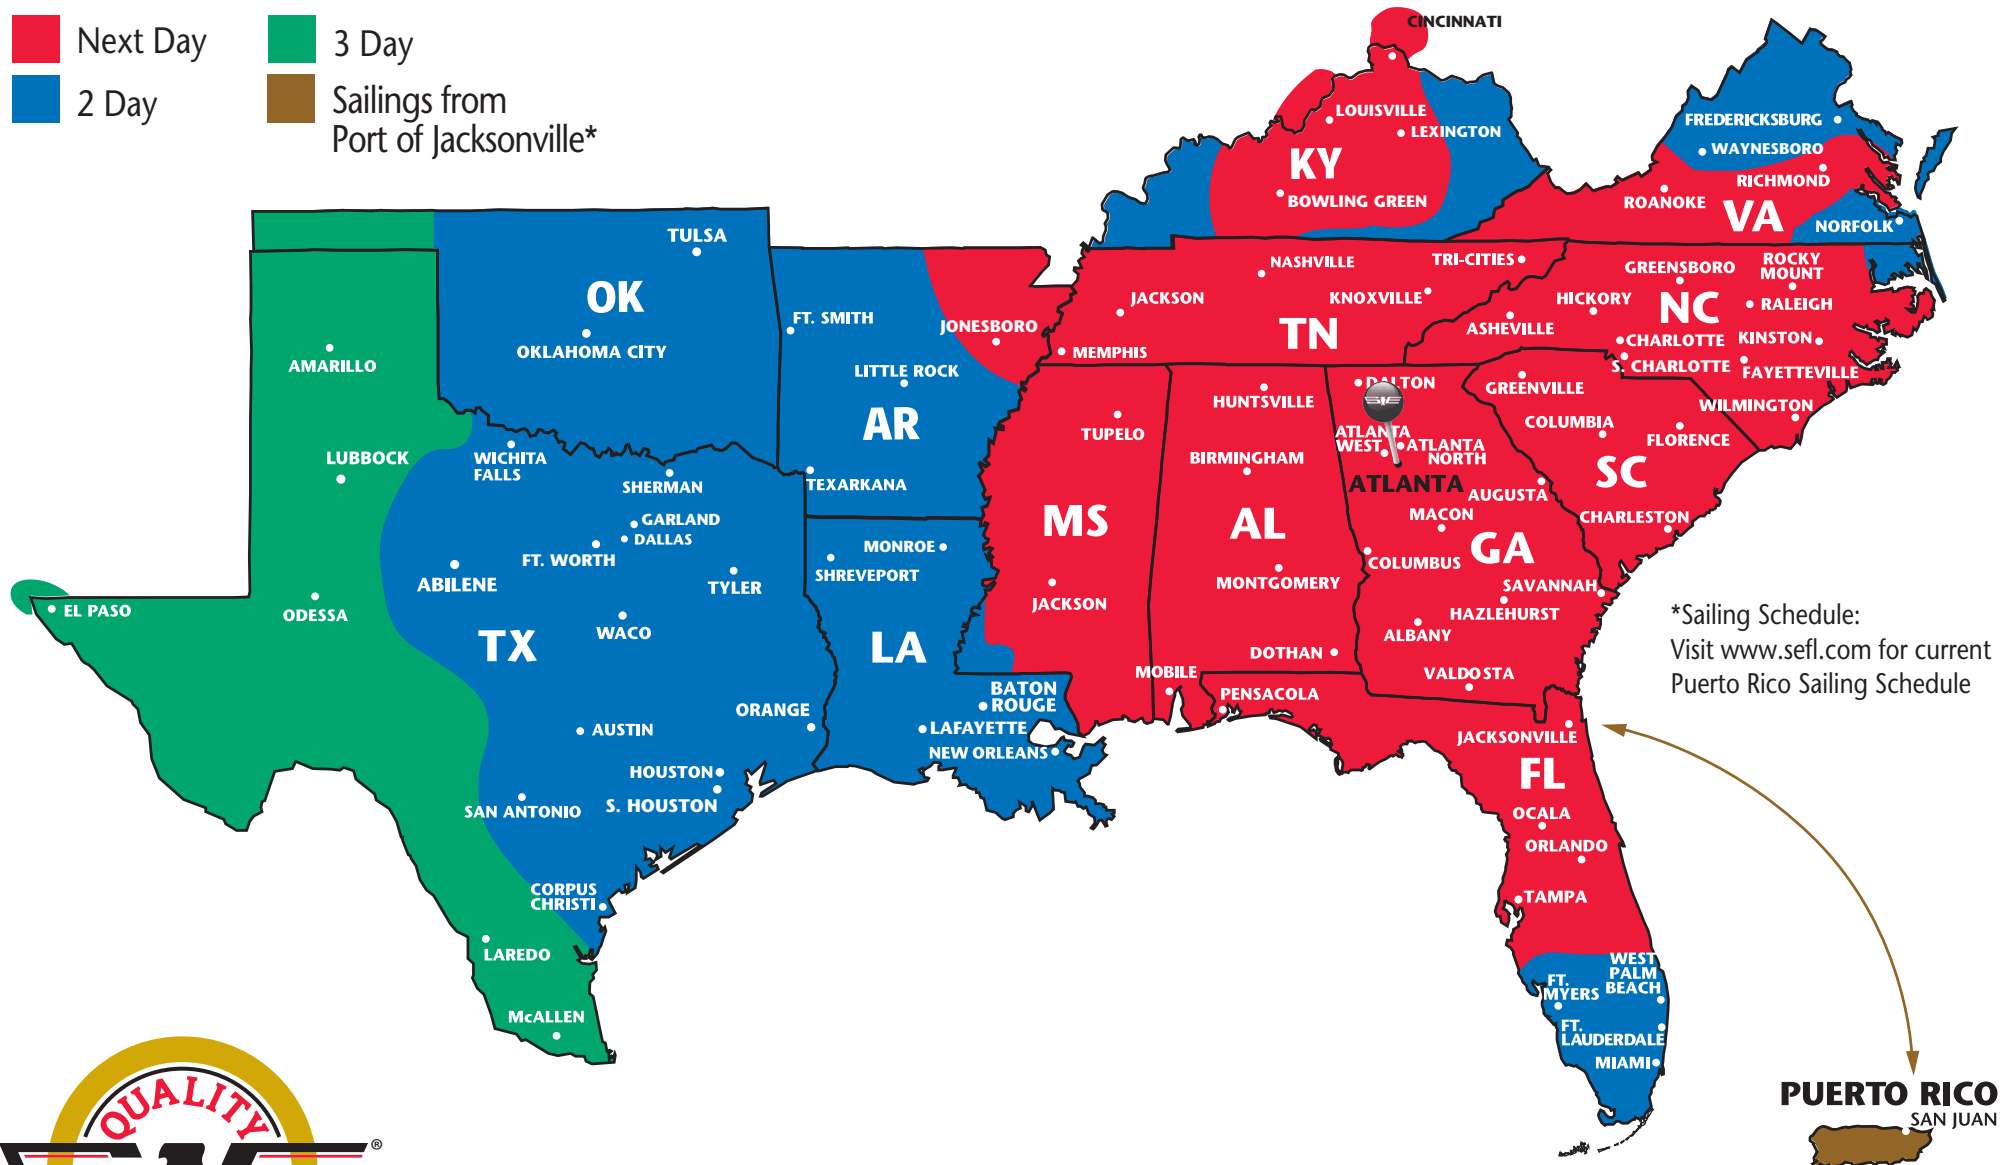 Next Day
3 Day
2 Day
Sailings from
Port of Jacksonville*
CINCINNATI
LOUISVILLE
LEXINGTON
KY
BOWLING GREEN
FREDERICKSBURG
WAYNESBORO
RICHMOND
ROANOKE
VA
NORFOLK
TULSA
OK
OKLAHOMA CITY
FT. SMITH
JONESBORO
LITTLE ROCK
AR
TEXARKANA
NASHVILLE
TRI-CITIES
JACKSON
KNOXVILLE
TN
MEMPHIS
GREENSBORO
ROCKY
MOUNT
HICKORY
NC
RALEIGH
ASHEVILLE
CHARLOTTE
KINSTON
S. CHARLOTTE
FAYETTEVILLE
WILMINGTON
GREENVILLE
COLUMBIA
FLORENCE
SC
CHARLESTON
AMARILLO
LUBBOCK
WICHITA
FALLS
SHERMAN
GARLAND
DALLAS
FT. WORTH
ABILENE
TYLER
EL PASO
ODESSA
WACO
TX
AUSTIN
ORANGE
HOUSTON
S. HOUSTON
SAN ANTONIO
CORPUS
CHRISTI
LAREDO
McALLEN
MONROE
SHREVEPORT
LA
BATON
ROUGE
LAFAYETTE
NEW ORLEANS
TUPELO
MS
JACKSON
HUNTSVILLE
BIRMINGHAM
AL
MONTGOMERY
DOTHAN
MOBILE
DALTON
ATLANTA
WEST
ATLANTA
NORTH
ATLANTA
AUGUSTA
MACON
GA
COLUMBUS
SAVANNAH
HAZLEHURST
ALBANY
VALDOSTA
PENSACOLA
JACKSONVILLE
FL
OCALA
ORLANDO
TAMPA
WEST
PALM
BEACH
FT.
MYERS
FT.
LAUDERDALE
MIAMI
*Sailing Schedule:
Visit www.sefl.com for current
Puerto Rico Sailing Schedule
PUERTO RICO
SAN JUAN
QUALITY
®